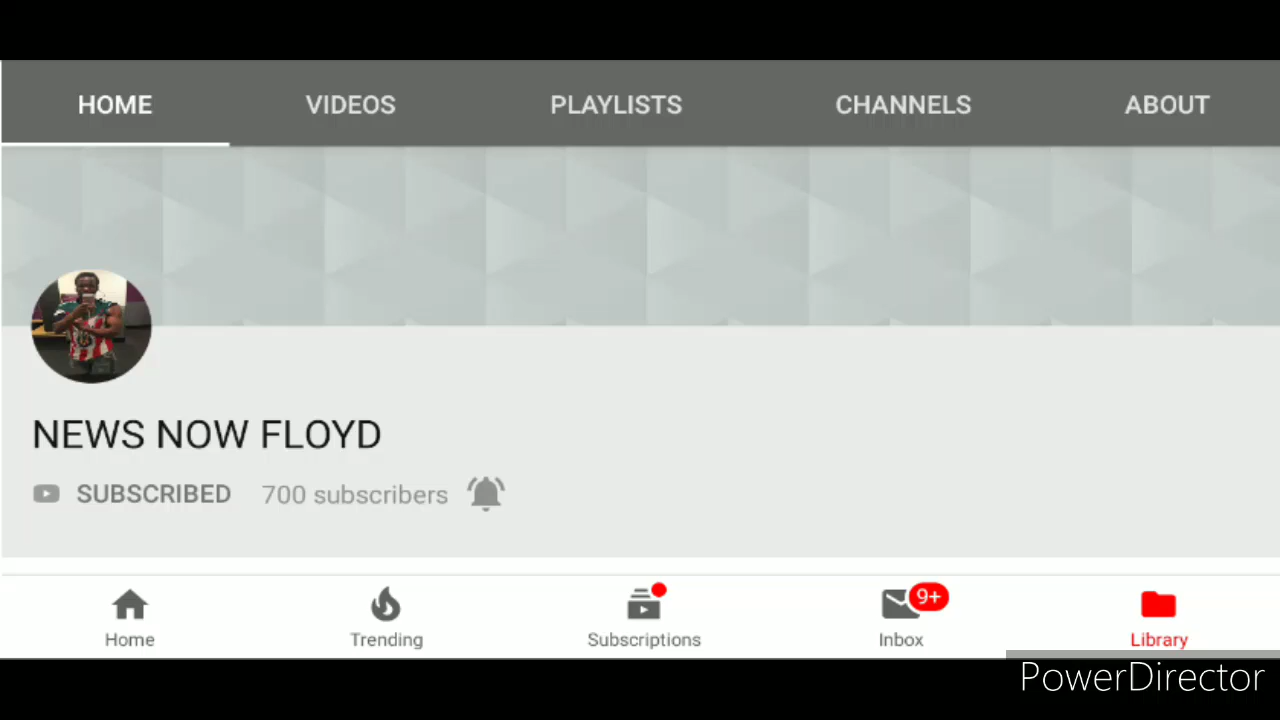 HOME VIDEOS PLAYLISTS CHANNELS ABOUT
NEWS NOW FLOYD
SUBSCRIBED 700 subscribers
9+
Home Trending Subscriptions Inbox Library
PowerDirector